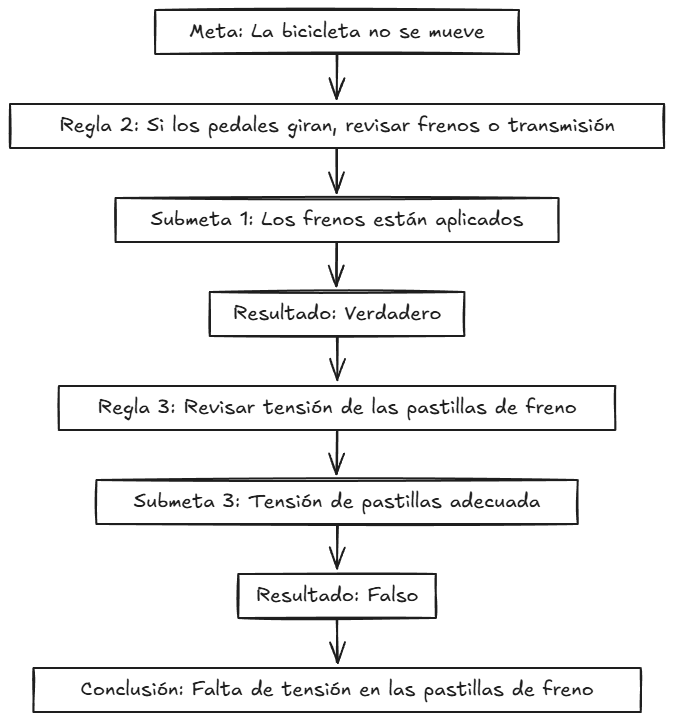 Meta: La bicicleta no se mueve
Regla 2: Si los pedales giran, revisar frenos o transmisión
Submeta 1: Los frenos están aplicados
Resultado: Verdadero
Regla 3: Revisar tensión de las pastillas de freno
Submeta 3: Tensión de pastillas adecuada
Resultado: Falso
Conclusión: Falta de tensión en las pastillas de freno